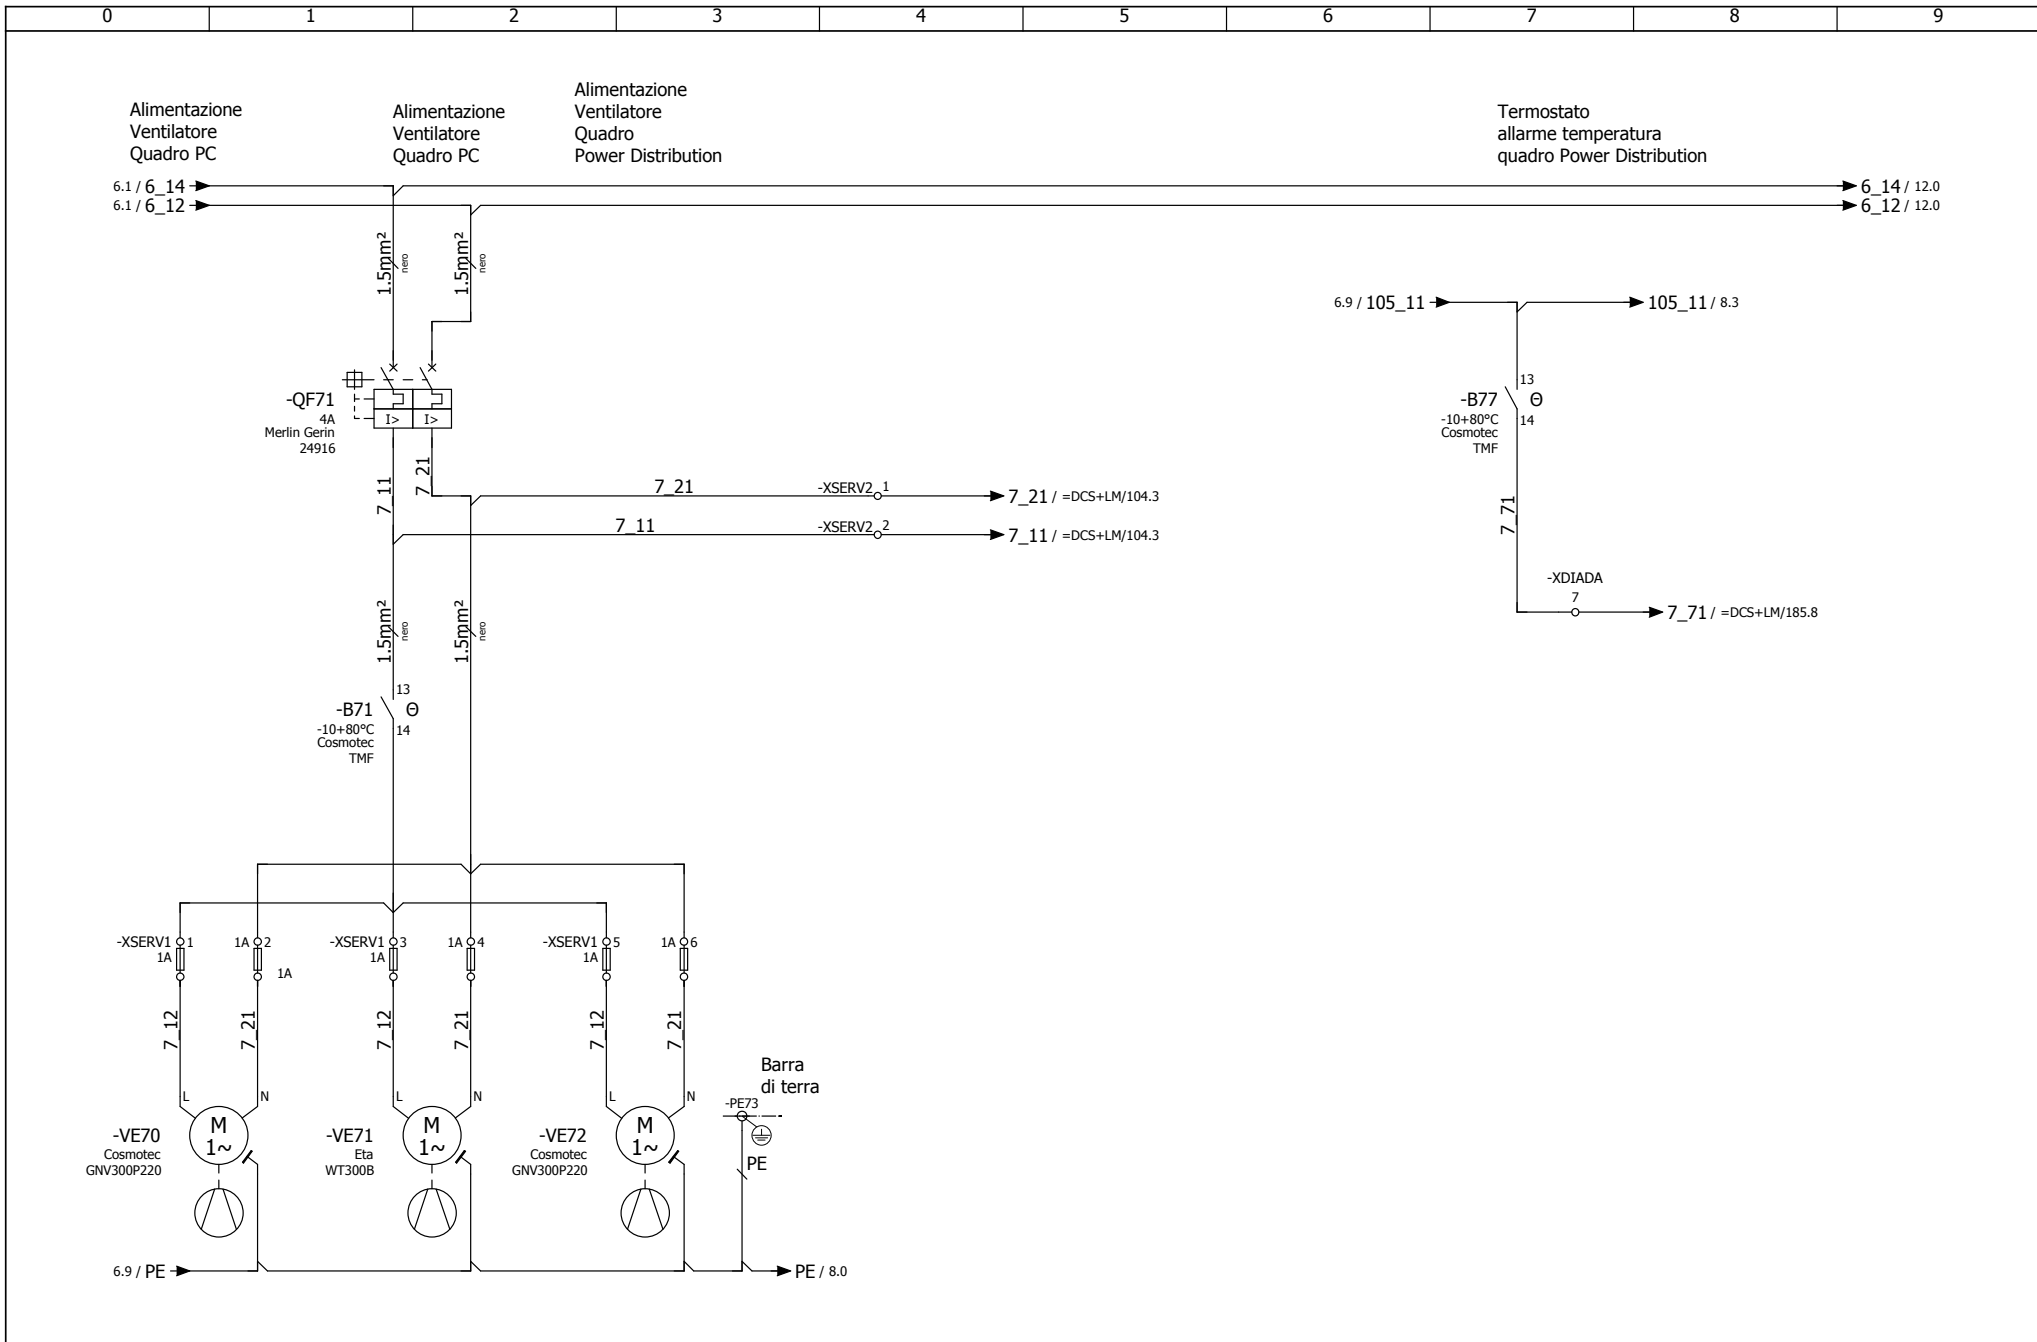 0 1 2 3 4 5 6 7 8 9
Alimentazione
Ventilatore
Quadro PC
Alimentazione
Ventilatore
Quadro PC
Alimentazione
Ventilatore
Quadro
Power Distribution
Termostato
allarme temperatura
quadro Power Distribution
6.1 / 6_14
6_14 / 12.0
6.1 / 6_12
6_12 / 12.0
1.5mm²
nero
1.5mm²
nero
6.9 / 105_11
105_11 / 8.3
-QF71
4A
Merlin Gerin
24916
I> I>
-B77
-10+80°C
Cosmotec
TMF
13
Θ
14
7_11
7_21
7_21
-XSERV2 1
7_21 / =DCS+LM/104.3
7_11
-XSERV2 2
7_11 / =DCS+LM/104.3
7_71
-XDIADA
7
7_71 / =DCS+LM/185.8
1.5mm²
nero
1.5mm²
nero
-B71
-10+80°C
Cosmotec
TMF
13
Θ
14
-XSERV1 1
1A
1A 2
1A
-XSERV1 3
1A
1A 4
-XSERV1 5
1A
1A 6
7_12
7_21
7_12
7_21
7_12
7_21
L N
M
1~
-VE70
Cosmotec
GNV300P220
L N
M
1~
-VE71
Eta
WT300B
L N
M
1~
-VE72
Cosmotec
GNV300P220
Barra
di terra
-PE73
PE
6.9 / PE
PE / 8.0